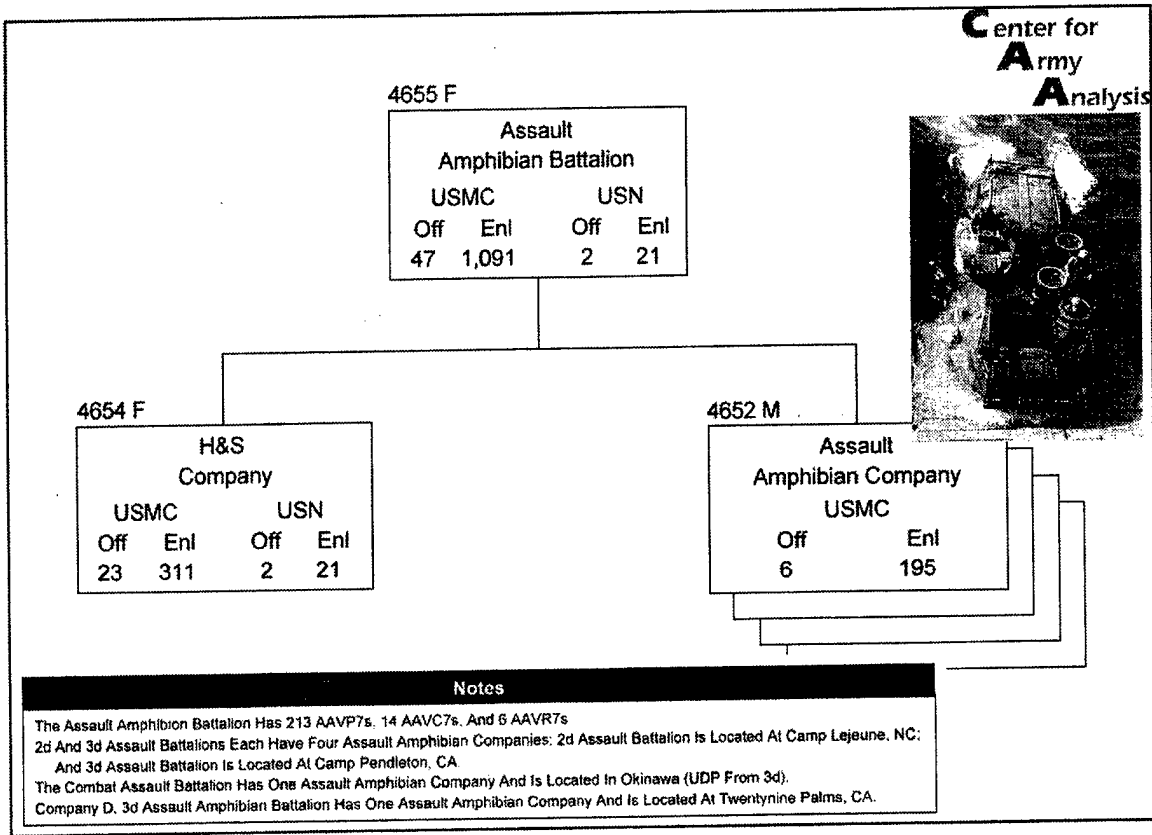 Center for
Army
Analysis
4655 F
Assault
Amphibian Battalion
USMC USN
Off Enl Off Enl
47 1,091 2 21
4654 F
H&S
Company
USMC USN
Off Enl Off Enl
23 311 2 21
4652 M
Assault
Amphibian Company
USMC
Off Enl
6 195
Notes
The Assault Amphibion Battalion Has 213 AAVP7s, 14 AAVC7s, And 6 AAVR7s
2d And 3d Assault Battalions Each Have Four Assault Amphibian Companies; 2d Assault Battalion Is Located At Camp Lejeune, NC;
And 3d Assault Battalion Is Located At Camp Pendleton, CA.
The Combat Assault Battalion Has One Assault Amphibian Company And Is Located In Okinawa (UDP From 3d).
Company D, 3d Assault Amphibian Battalion Has One Assault Amphibian Company And Is Located At Twentynine Palms, CA.